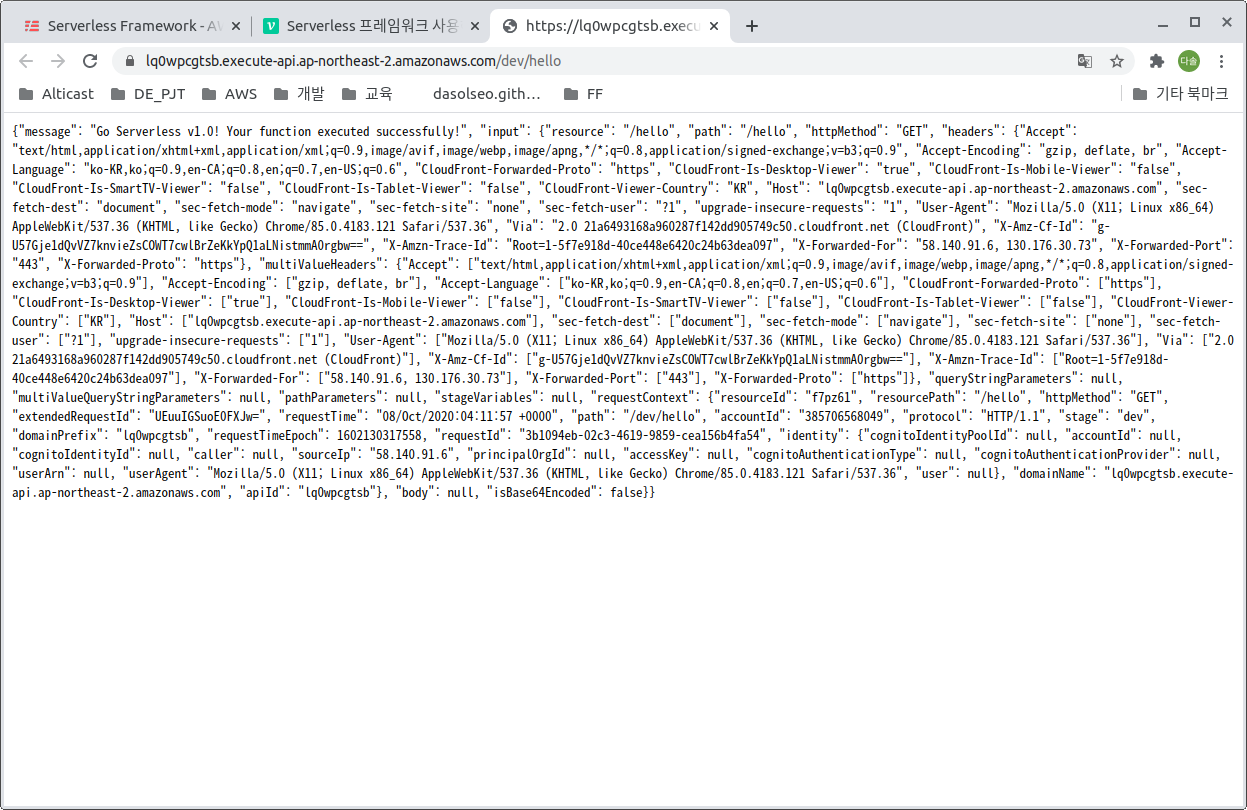 Serverless Framework - AW
Serverless 프레임워크 사용
https://lq0wpcgtsb.execu
lq0wpcgtsb.execute-api.ap-northeast-2.amazonaws.com/dev/hello
다솔
Alticast
DE_PJT
AWS
개발
교육
dasolseo.gith...
FF
기타 북마크
{"message": "Go Serverless v1.0! Your function executed successfully!", "input": {"resource": "/hello", "path": "/hello", "httpMethod": "GET", "headers": {"Accept":
"text/html,application/xhtml+xml,application/xml;q=0.9,image/avif,image/webp,image/apng,*/*;q=0.8,application/signed-exchange;v=b3;q=0.9", "Accept-Encoding": "gzip, deflate, br", "Accept-
Language": "ko-KR,ko;q=0.9,en-CA;q=0.8,en;q=0.7,en-US;q=0.6", "CloudFront-Forwarded-Proto": "https", "CloudFront-Is-Desktop-Viewer": "true", "CloudFront-Is-Mobile-Viewer": "false",
"CloudFront-Is-SmartTV-Viewer": "false", "CloudFront-Is-Tablet-Viewer": "false", "CloudFront-Viewer-Country": "KR", "Host": "lq0wpcgtsb.execute-api.ap-northeast-2.amazonaws.com", "sec-
fetch-dest": "document", "sec-fetch-mode": "navigate", "sec-fetch-site": "none", "sec-fetch-user": "?1", "upgrade-insecure-requests": "1", "User-Agent": "Mozilla/5.0 (X11; Linux x86_64)
AppleWebKit/537.36 (KHTML, like Gecko) Chrome/85.0.4183.121 Safari/537.36", "Via": "2.0 21a6493168a960287f142dd905749c50.cloudfront.net (CloudFront)", "X-Amz-Cf-Id": "g-
U57Gje1dQvVZ7knvieZsCOWT7cwlBrZeKkYpQ1aLNistmmAOrgbw==", "X-Amzn-Trace-Id": "Root=1-5f7e918d-40ce448e6420c24b63dea097", "X-Forwarded-For": "58.140.91.6, 130.176.30.73", "X-Forwarded-Port":
"443", "X-Forwarded-Proto": "https"}, "multiValueHeaders": {"Accept": ["text/html,application/xhtml+xml,application/xml;q=0.9,image/avif,image/webp,image/apng,*/*;q=0.8,application/signed-
exchange;v=b3;q=0.9"], "Accept-Encoding": ["gzip, deflate, br"], "Accept-Language": ["ko-KR,ko;q=0.9,en-CA;q=0.8,en;q=0.7,en-US;q=0.6"], "CloudFront-Forwarded-Proto": ["https"],
"CloudFront-Is-Desktop-Viewer": ["true"], "CloudFront-Is-Mobile-Viewer": ["false"], "CloudFront-Is-SmartTV-Viewer": ["false"], "CloudFront-Is-Tablet-Viewer": ["false"], "CloudFront-Viewer-
Country": ["KR"], "Host": ["lq0wpcgtsb.execute-api.ap-northeast-2.amazonaws.com"], "sec-fetch-dest": ["document"], "sec-fetch-mode": ["navigate"], "sec-fetch-site": ["none"], "sec-fetch-
user": ["?1"], "upgrade-insecure-requests": ["1"], "User-Agent": ["Mozilla/5.0 (X11; Linux x86_64) AppleWebKit/537.36 (KHTML, like Gecko) Chrome/85.0.4183.121 Safari/537.36"], "Via": ["2.0
21a6493168a960287f142dd905749c50.cloudfront.net (CloudFront)"], "X-Amz-Cf-Id": ["g-U57Gje1dQvVZ7knvieZsCOWT7cwlBrZeKkYpQ1aLNistmmAOrgbw=="], "X-Amzn-Trace-Id": ["Root=1-5f7e918d-
40ce448e6420c24b63dea097"], "X-Forwarded-For": ["58.140.91.6, 130.176.30.73"], "X-Forwarded-Port": ["443"], "X-Forwarded-Proto": ["https"]}, "queryStringParameters": null,
"multiValueQueryStringParameters": null, "pathParameters": null, "stageVariables": null, "requestContext": {"resourceId": "f7pz61", "resourcePath": "/hello", "httpMethod": "GET",
"extendedRequestId": "UEuuIGSuoEOFXJw=", "requestTime": "08/Oct/2020:04:11:57 +0000", "path": "/dev/hello", "accountId": "385706568049", "protocol": "HTTP/1.1", "stage": "dev",
"domainPrefix": "lq0wpcgtsb", "requestTimeEpoch": 1602130317558, "requestId": "3b1094eb-02c3-4619-9859-cea156b4fa54", "identity": {"cognitoIdentityPoolId": null, "accountId": null,
"cognitoIdentityId": null, "caller": null, "sourceIp": "58.140.91.6", "principalOrgId": null, "accessKey": null, "cognitoAuthenticationType": null, "cognitoAuthenticationProvider": null,
"userArn": null, "userAgent": "Mozilla/5.0 (X11; Linux x86_64) AppleWebKit/537.36 (KHTML, like Gecko) Chrome/85.0.4183.121 Safari/537.36", "user": null}, "domainName": "lq0wpcgtsb.execute-
api.ap-northeast-2.amazonaws.com", "apiId": "lq0wpcgtsb"}, "body": null, "isBase64Encoded": false}}